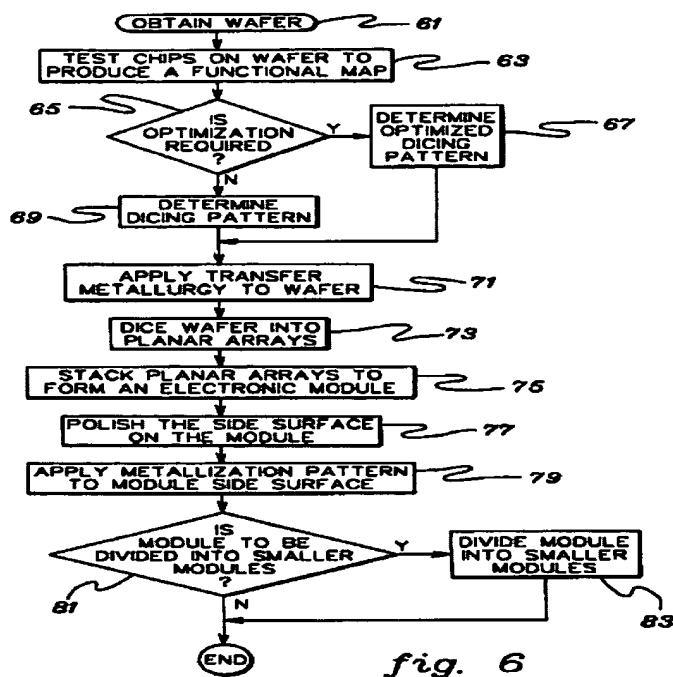 OBTAIN WAFER
61
TEST CHIPS ON WAFER TO
PRODUCE A FUNCTIONAL MAP
63
65
IS
OPTIMIZATION
REQUIRED
?
Y
N
DETERMINE
OPTIMIZED
DICING
PATTERN
67
69
DETERMINE
DICING PATTERN
APPLY TRANSFER
METALLURGY TO WAFER
71
DICE WAFER INTO
PLANAR ARRAYS
73
STACK PLANAR ARRAYS TO
FORM AN ELECTRONIC MODULE
75
POLISH THE SIDE SURFACE
ON THE MODULE
77
APPLY METALLIZATION PATTERN
TO MODULE SIDE SURFACE
79
IS
MODULE TO BE
DIVIDED INTO SMALLER
MODULES
?
Y
N
81
DIVIDE MODULE
INTO SMALLER
MODULES
83
END
fig. 6